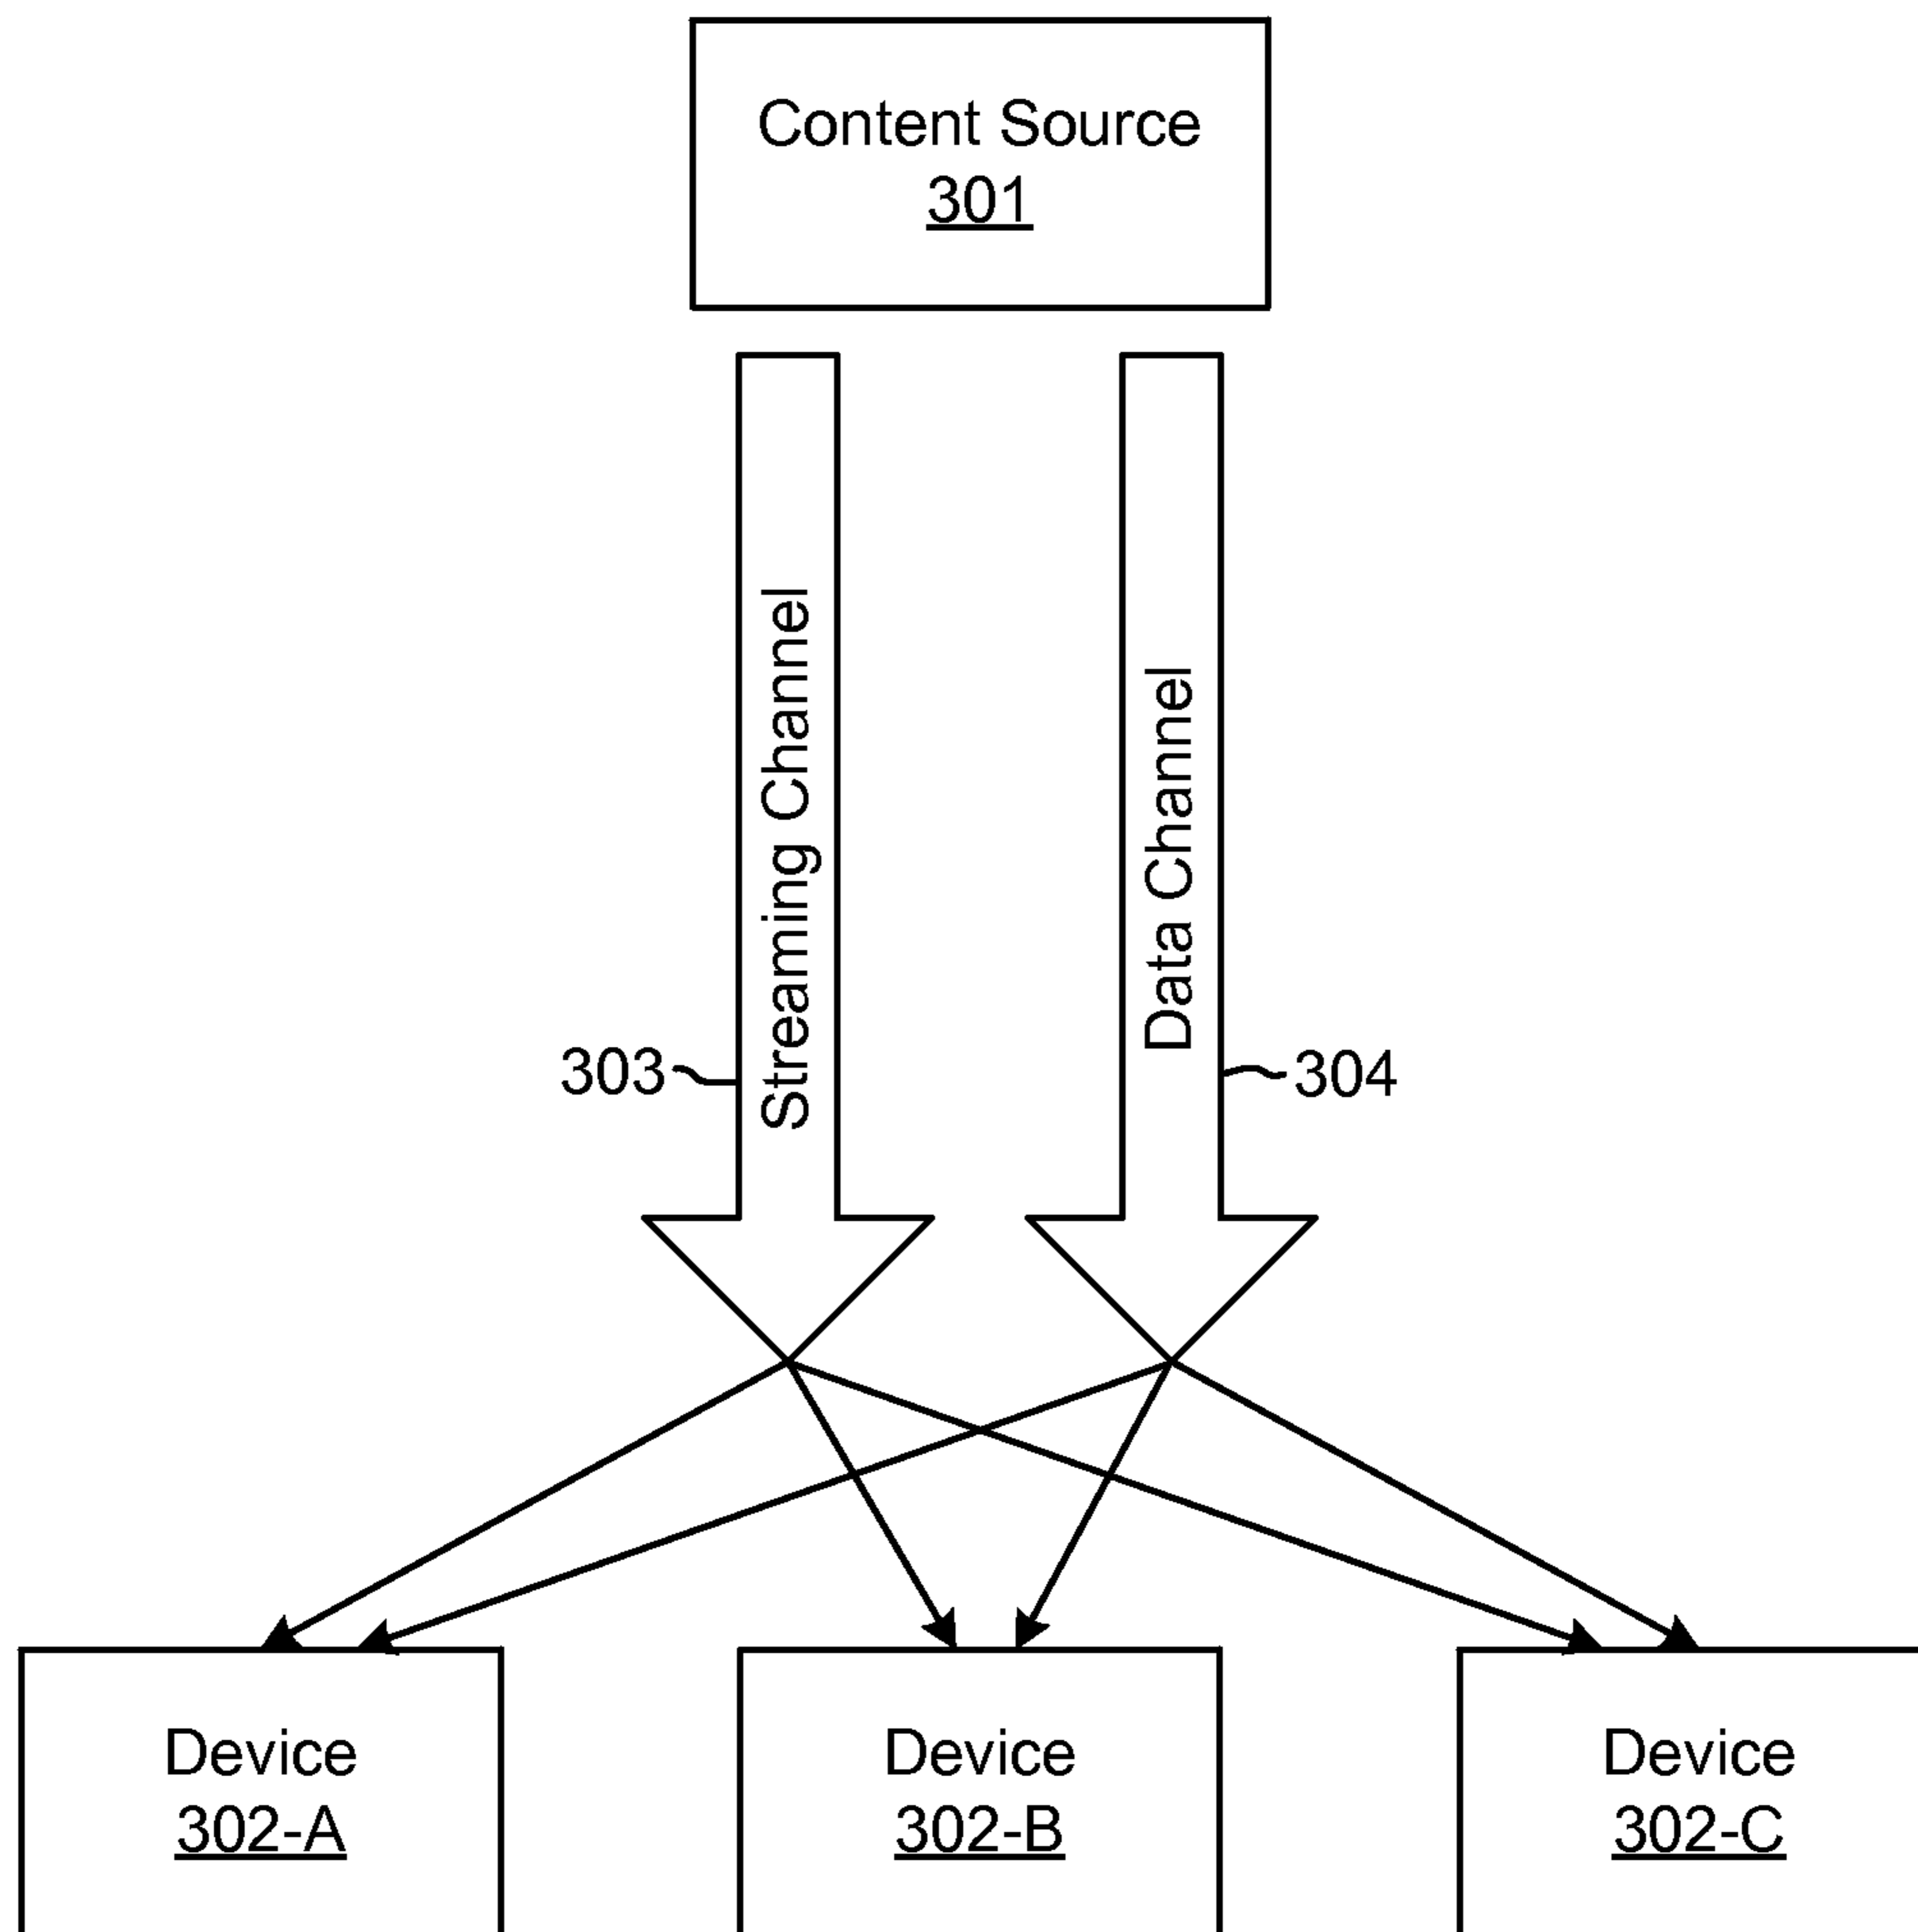 Content Source
301
Streaming Channel
Data Channel
303
304
Device
302-A
Device
302-B
Device
302-C